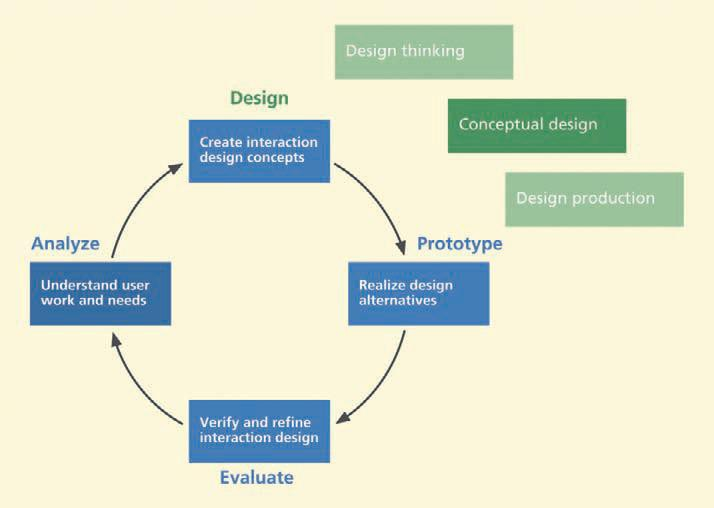 Design thinking
Design
Conceptual design
Create interaction
design concepts
Design production
Analyze
Prototype
Understand user
work and needs
Realize design
alternatives
Verify and refine
interaction design
Evaluate